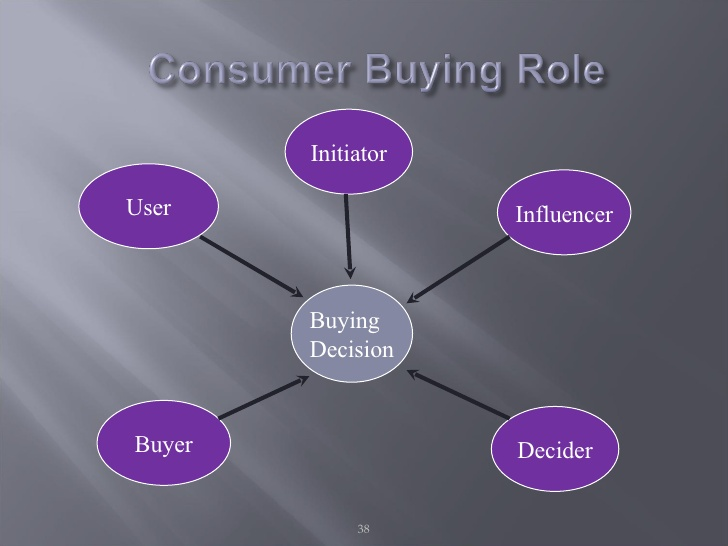 Consumer Buying Role
Initiator
User
Influencer
Buying
Decision
Buyer
Decider
38